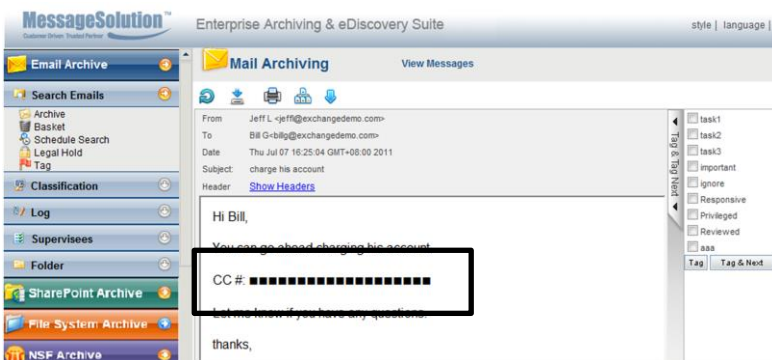 MessageSolution™
Customer Driven Trusted Partner
Enterprise Archiving & eDiscovery Suite
style | language |
Email Archive
Search Emails
Archive
Basket
Schedule Search
Legal Hold
Tag
Classification
Log
Supervisees
Folder
SharePoint Archive
File System Archive
NSF Archive
Mail Archiving
View Messages
From Jeff L <jeffl@exchangedemo.com>
To Bill G<billg@exchangedemo.com>
Date Thu Jul 07 16:25:04 GMT+08:00 2011
Subject: charge his account
Header Show Headers
Hi Bill,
You can go ahead charging his account.
CC #: ■■■■■■■■■■■■■■■■■■■
Let me know if you have any questions.
thanks,
Tag & Tag Next
task1
task2
task3
important
ignore
Responsive
Privileged
Reviewed
aaa
Tag Tag & Next